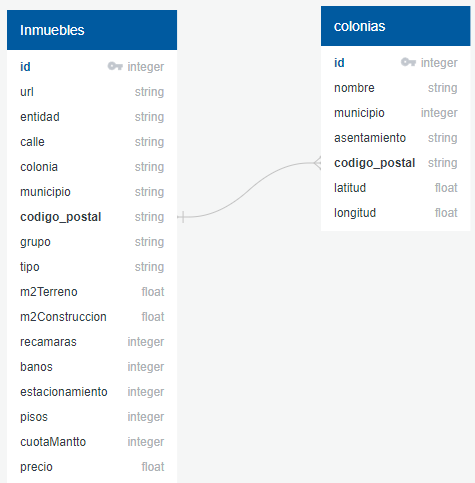 Inmuebles
id integer
url string
entidad string
calle string
colonia string
municipio string
codigo_postal string
grupo string
tipo string
m2Terreno float
m2Construccion float
recamaras integer
banos integer
estacionamiento integer
pisos integer
cuotaMantto integer
precio float
colonias
id integer
nombre string
municipio integer
asentamiento string
codigo_postal string
latitud float
longitud float